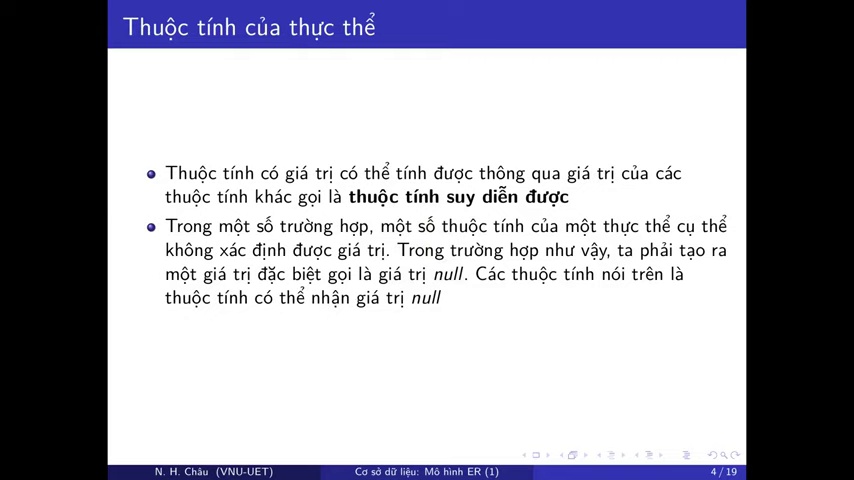 Thuộc tính của thực thể
Thuộc tính có giá trị có thể tính được thông qua giá trị của các
thuộc tính khác gọi là thuộc tính suy diễn được
Trong một số trường hợp, một số thuộc tính của một thực thể cụ thể
không xác định được giá trị. Trong trường hợp như vậy, ta phải tạo ra
một giá trị đặc biệt gọi là giá trị null. Các thuộc tính nói trên là
thuộc tính có thể nhận giá trị null
N. H. Châu (VNU-UET) Cơ sở dữ liệu: Mô hình ER (1) 4 / 19